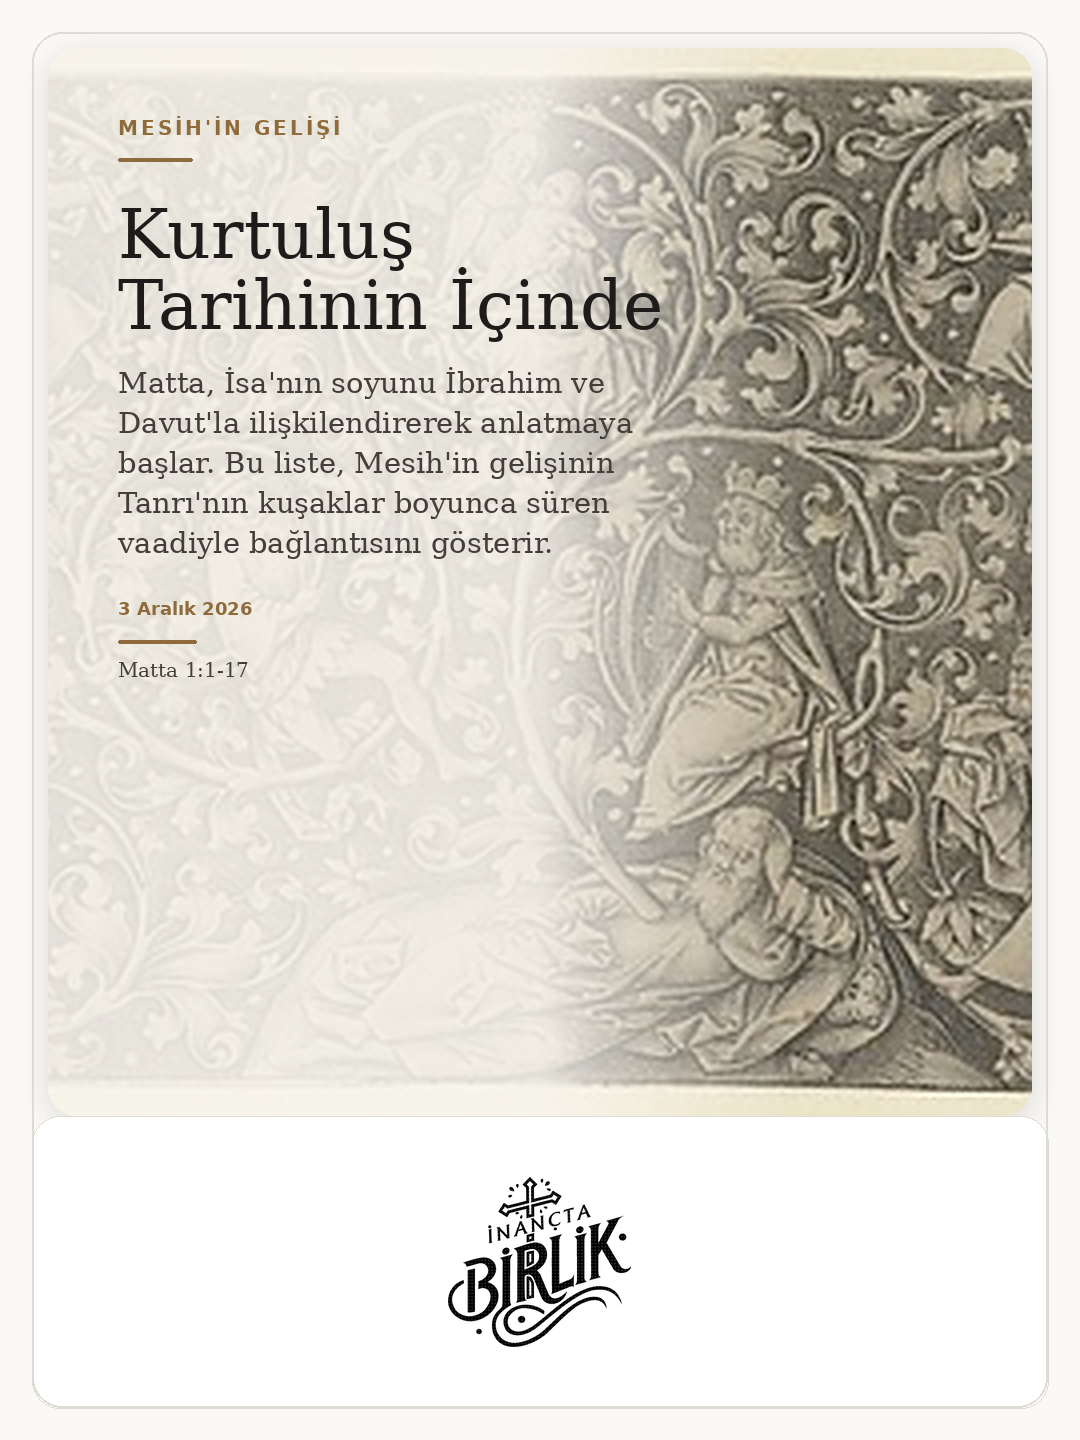 MESİH'İN GELİŞİ
Kurtuluş
Tarihinin İçinde
Matta, İsa'nın soyunu İbrahim ve
Davut'la ilişkilendirerek anlatmaya
başlar. Bu liste, Mesih'in gelişinin
Tanrı'nın kuşaklar boyunca süren
vaadiyle bağlantısını gösterir.
3 Aralık 2026
Matta 1:1-17
İNANÇTA
BİRLİK